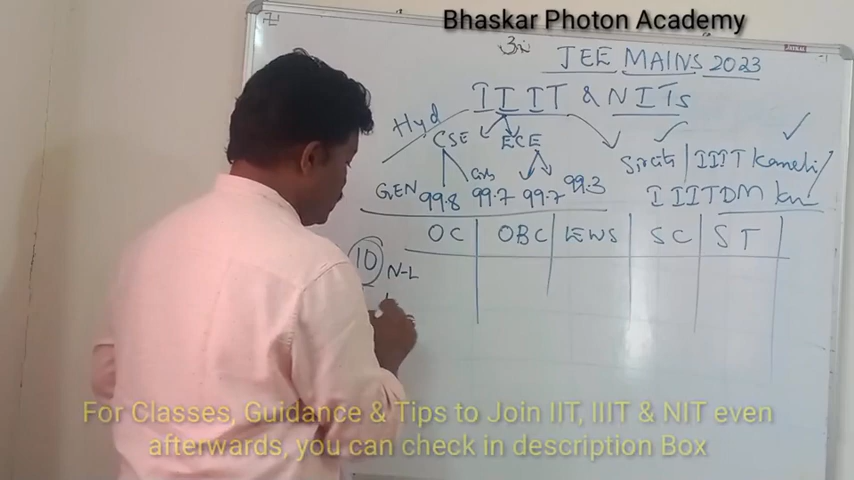 Bhaskar Photon Academy
JEE MAINS 2023
IIIT & NITs
Hyd
CSE ECE
Sricity / IIIT
GEN 99.8 99.7 99.7 99.3
IIITDM
OC OBC EWS SC ST
10 N-L
For Classes, Guidance & Tips to Join IIT, IIIT & NIT even
afterwards, you can check in description Box